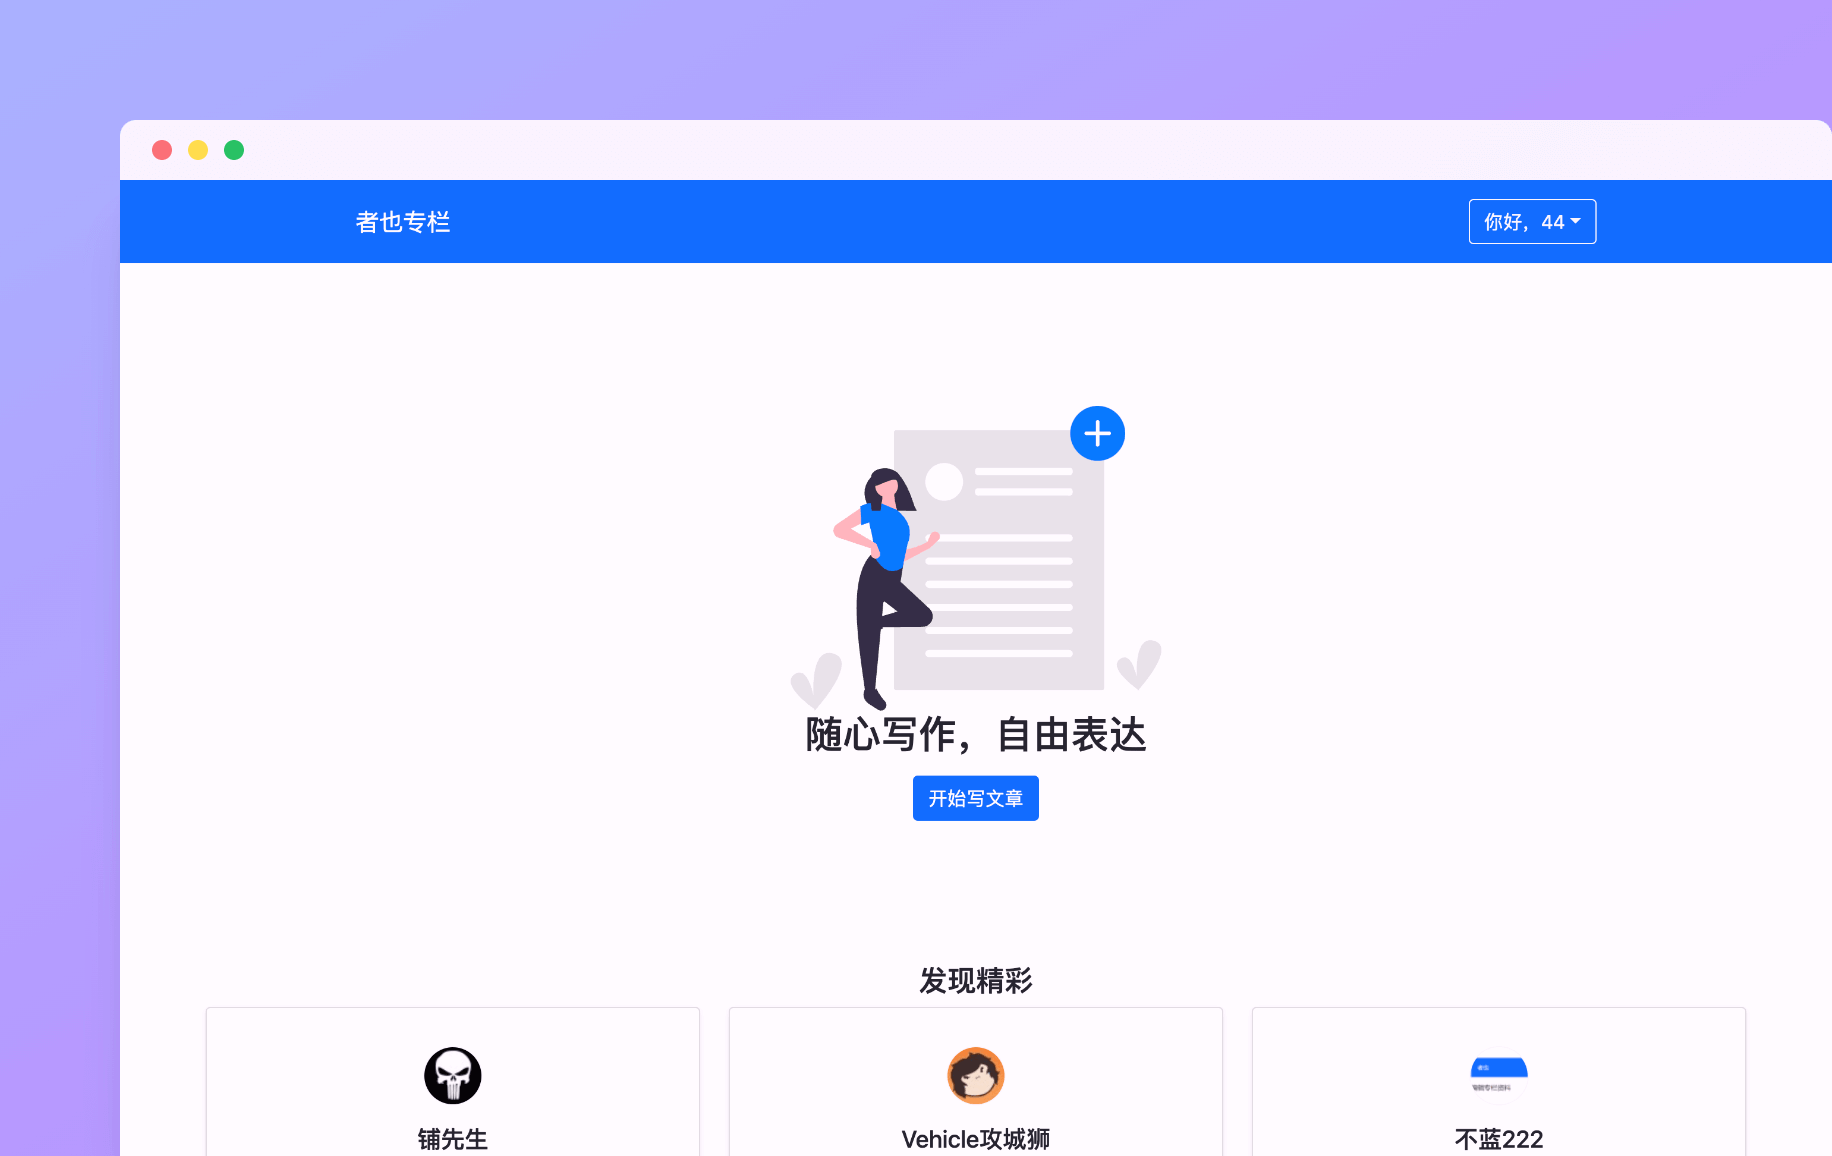 者也专栏
你好，44
随心写作，自由表达
开始写文章
发现精彩
铺先生
Vehicle攻城狮
者也
不蓝222